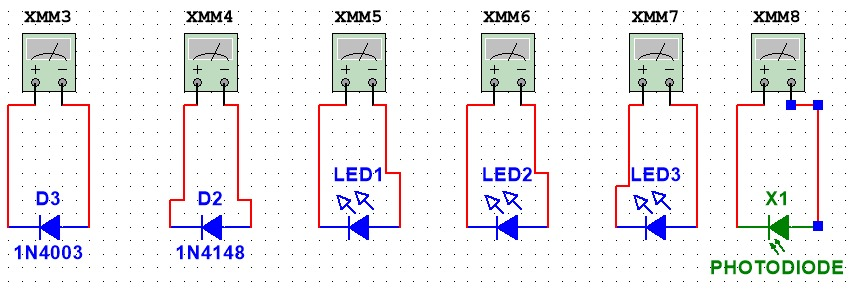 XMM3 XMM4 XMM5 XMM6 XMM7 XMM8
+ − + − + − + − + − + −
LED1 LED2 LED3
D3 D2 X1
1N4003 1N4148
PHOTODIODE